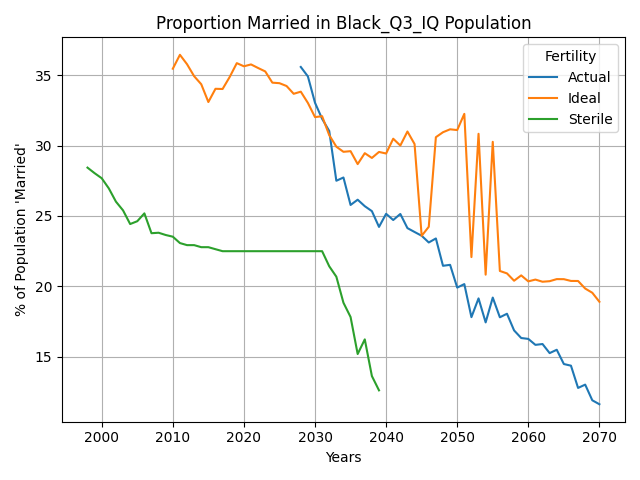 Proportion Married in Black_Q3_IQ Population
% of Population 'Married'
35
30
25
20
15
Fertility
Actual
Ideal
Sterile
2000 2010 2020 2030 2040 2050 2060 2070
Years